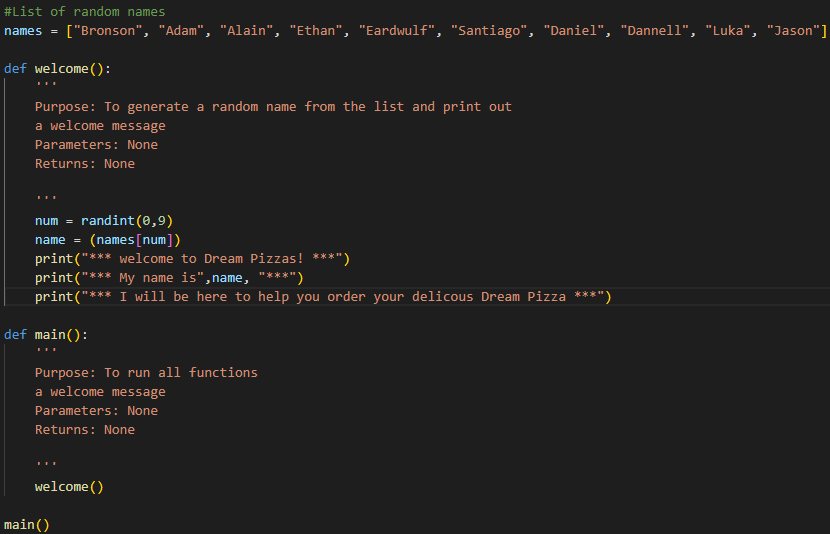 #List of random names
names = ["Bronson", "Adam", "Alain", "Ethan", "Eardwulf", "Santiago", "Daniel", "Dannell", "Luka", "Jason"]
def welcome():
    '''
    Purpose: To generate a random name from the list and print out
    a welcome message
    Parameters: None
    Returns: None
    '''
    num = randint(0,9)
    name = (names[num])
    print("*** welcome to Dream Pizzas! ***")
    print("*** My name is",name, "***")
    print("*** I will be here to help you order your delicous Dream Pizza ***")
def main():
    '''
    Purpose: To run all functions
    a welcome message
    Parameters: None
    Returns: None
    '''
    welcome()
main()